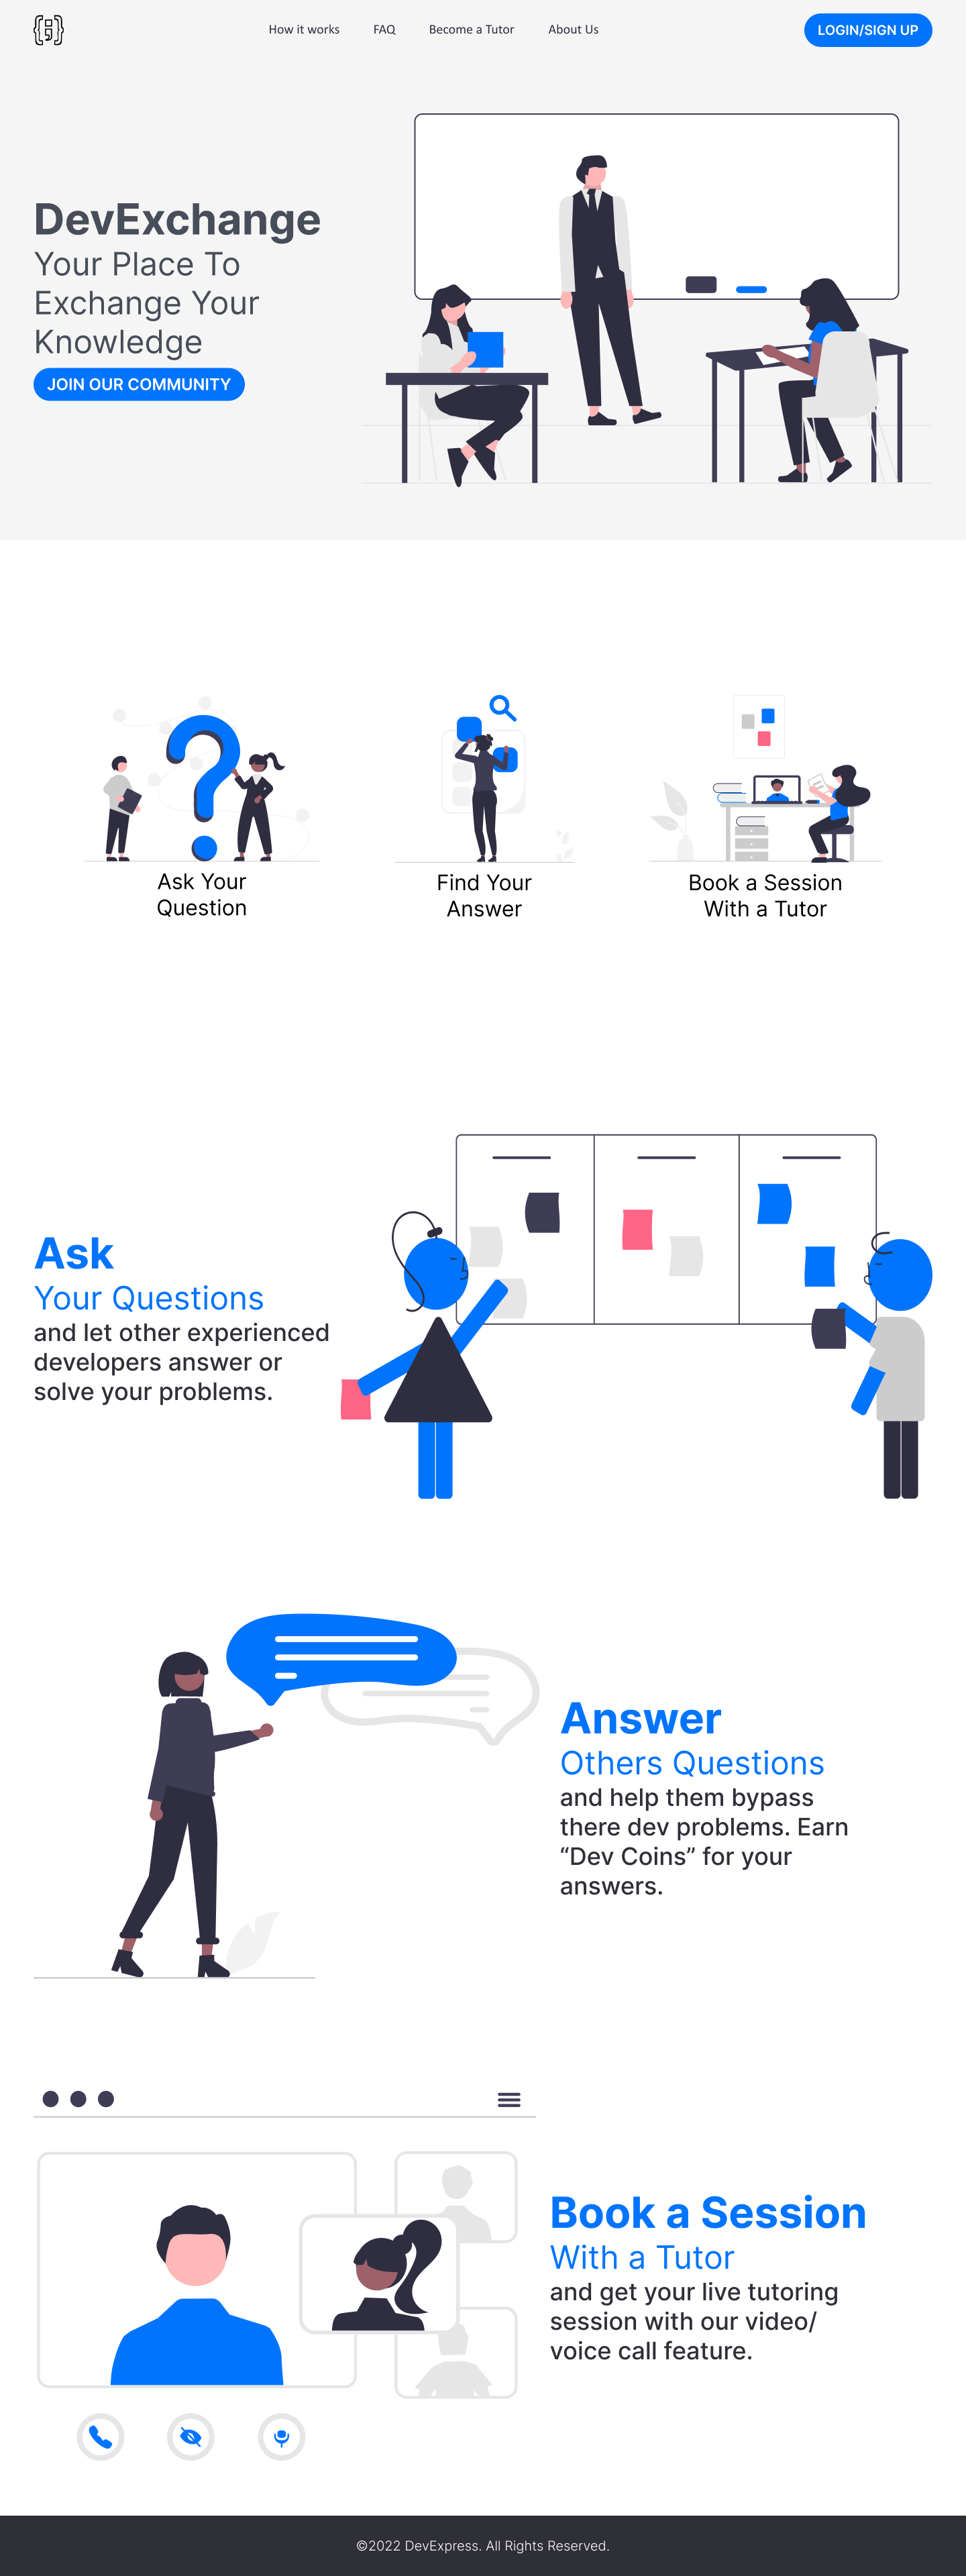 How it works FAQ Become a Tutor About Us LOGIN/SIGN UP
DevExchange
Your Place To
Exchange Your
Knowledge
JOIN OUR COMMUNITY
Ask Your
Question
Find Your
Answer
Book a Session
With a Tutor
Ask
Your Questions
and let other experienced
developers answer or
solve your problems.
Answer
Others Questions
and help them bypass
there dev problems. Earn
“Dev Coins” for your
answers.
Book a Session
With a Tutor
and get your live tutoring
session with our video/
voice call feature.
©2022 DevExpress. All Rights Reserved.